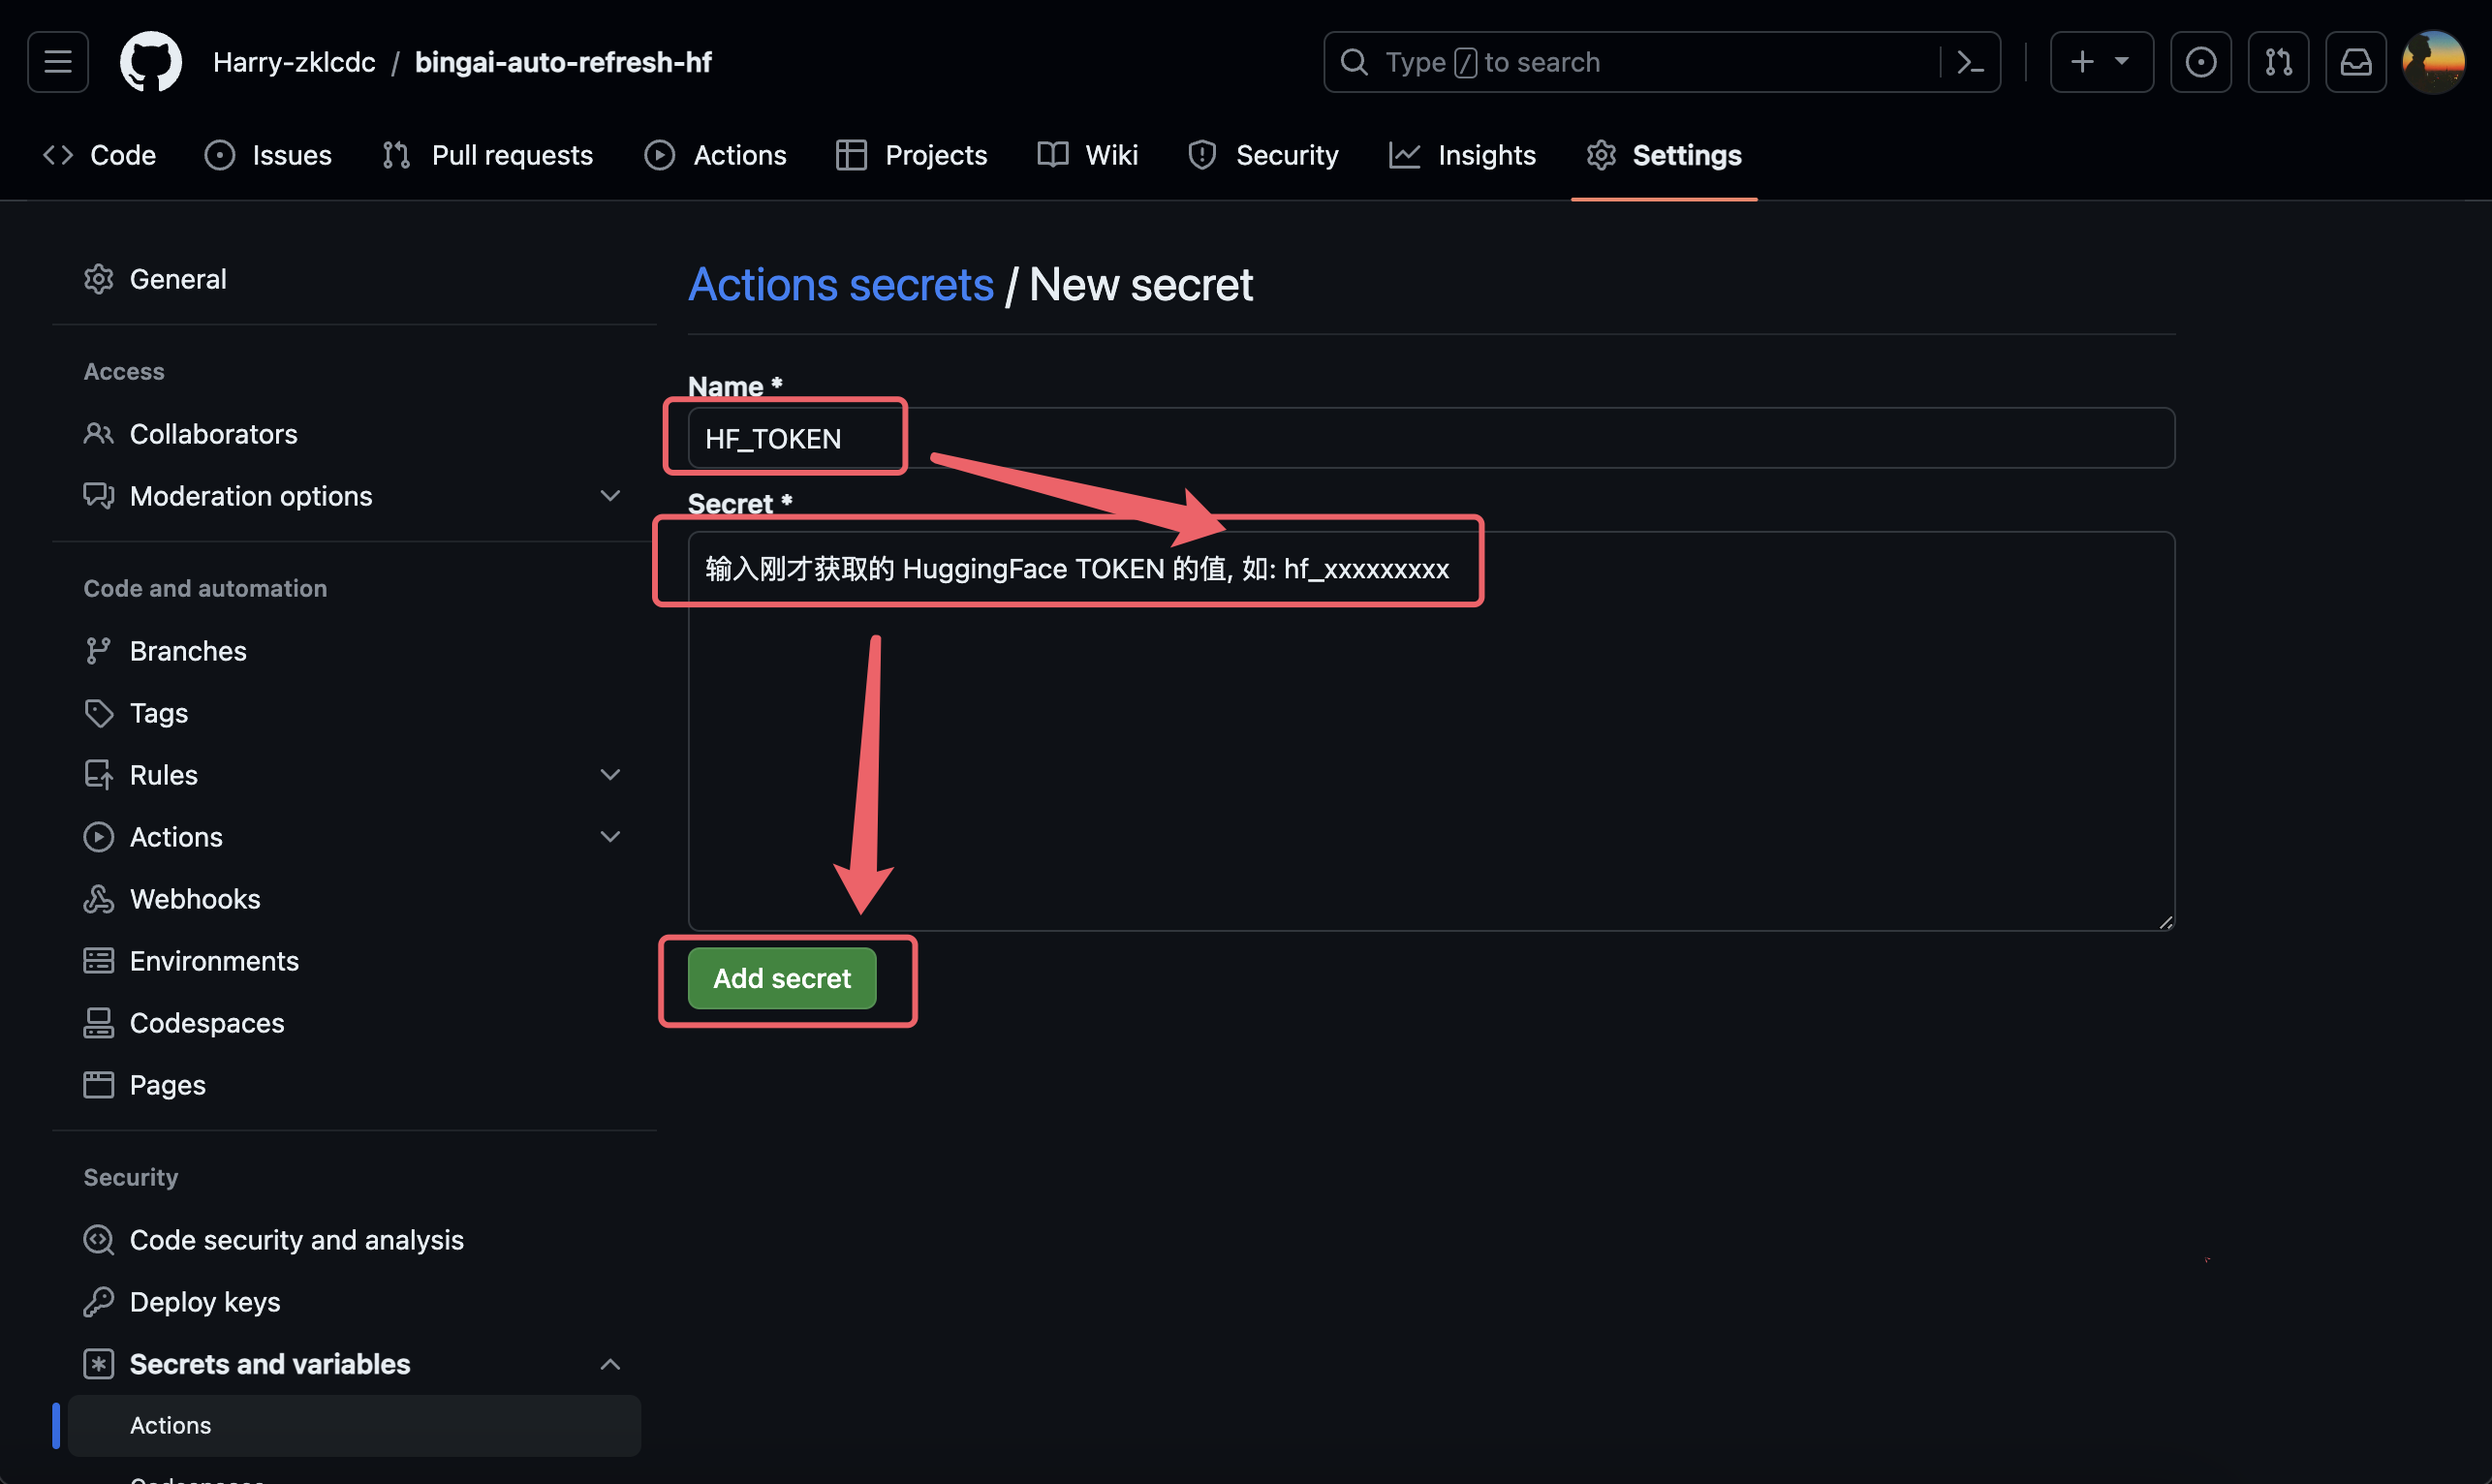 Harry-zklcdc / bingai-auto-refresh-hf
Type / to search
Code
Issues
Pull requests
Actions
Projects
Wiki
Security
Insights
Settings
General
Access
Collaborators
Moderation options
Code and automation
Branches
Tags
Rules
Actions
Webhooks
Environments
Codespaces
Pages
Security
Code security and analysis
Deploy keys
Secrets and variables
Actions
Actions secrets / New secret
Name *
HF_TOKEN
Secret *
输入刚才获取的 HuggingFace TOKEN 的值, 如: hf_xxxxxxxxx
Add secret